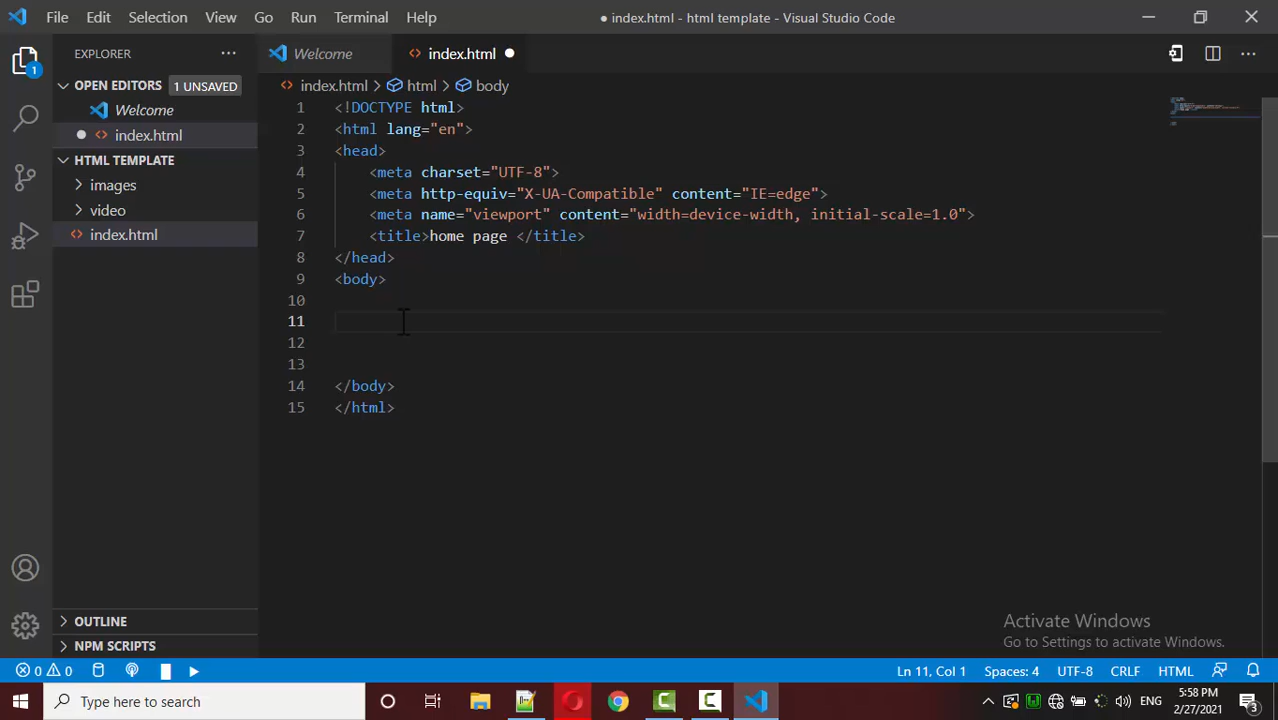 File Edit Selection View Go Run Terminal Help
● index.html - html template - Visual Studio Code
EXPLORER
Welcome
index.html
OPEN EDITORS 1 UNSAVED
Welcome
index.html
HTML TEMPLATE
images
video
index.html
OUTLINE
NPM SCRIPTS
1
index.html > html > body
1 <!DOCTYPE html>
2 <html lang="en">
3 <head>
4 <meta charset="UTF-8">
5 <meta http-equiv="X-UA-Compatible" content="IE=edge">
6 <meta name="viewport" content="width=device-width, initial-scale=1.0">
7 <title>home page </title>
8 </head>
9 <body>
10
11
12
13
14 </body>
15 </html>
Activate Windows
Go to Settings to activate Windows.
0 0
Ln 11, Col 1 Spaces: 4 UTF-8 CRLF HTML
Type here to search
ENG
5:58 PM
2/27/2021
3